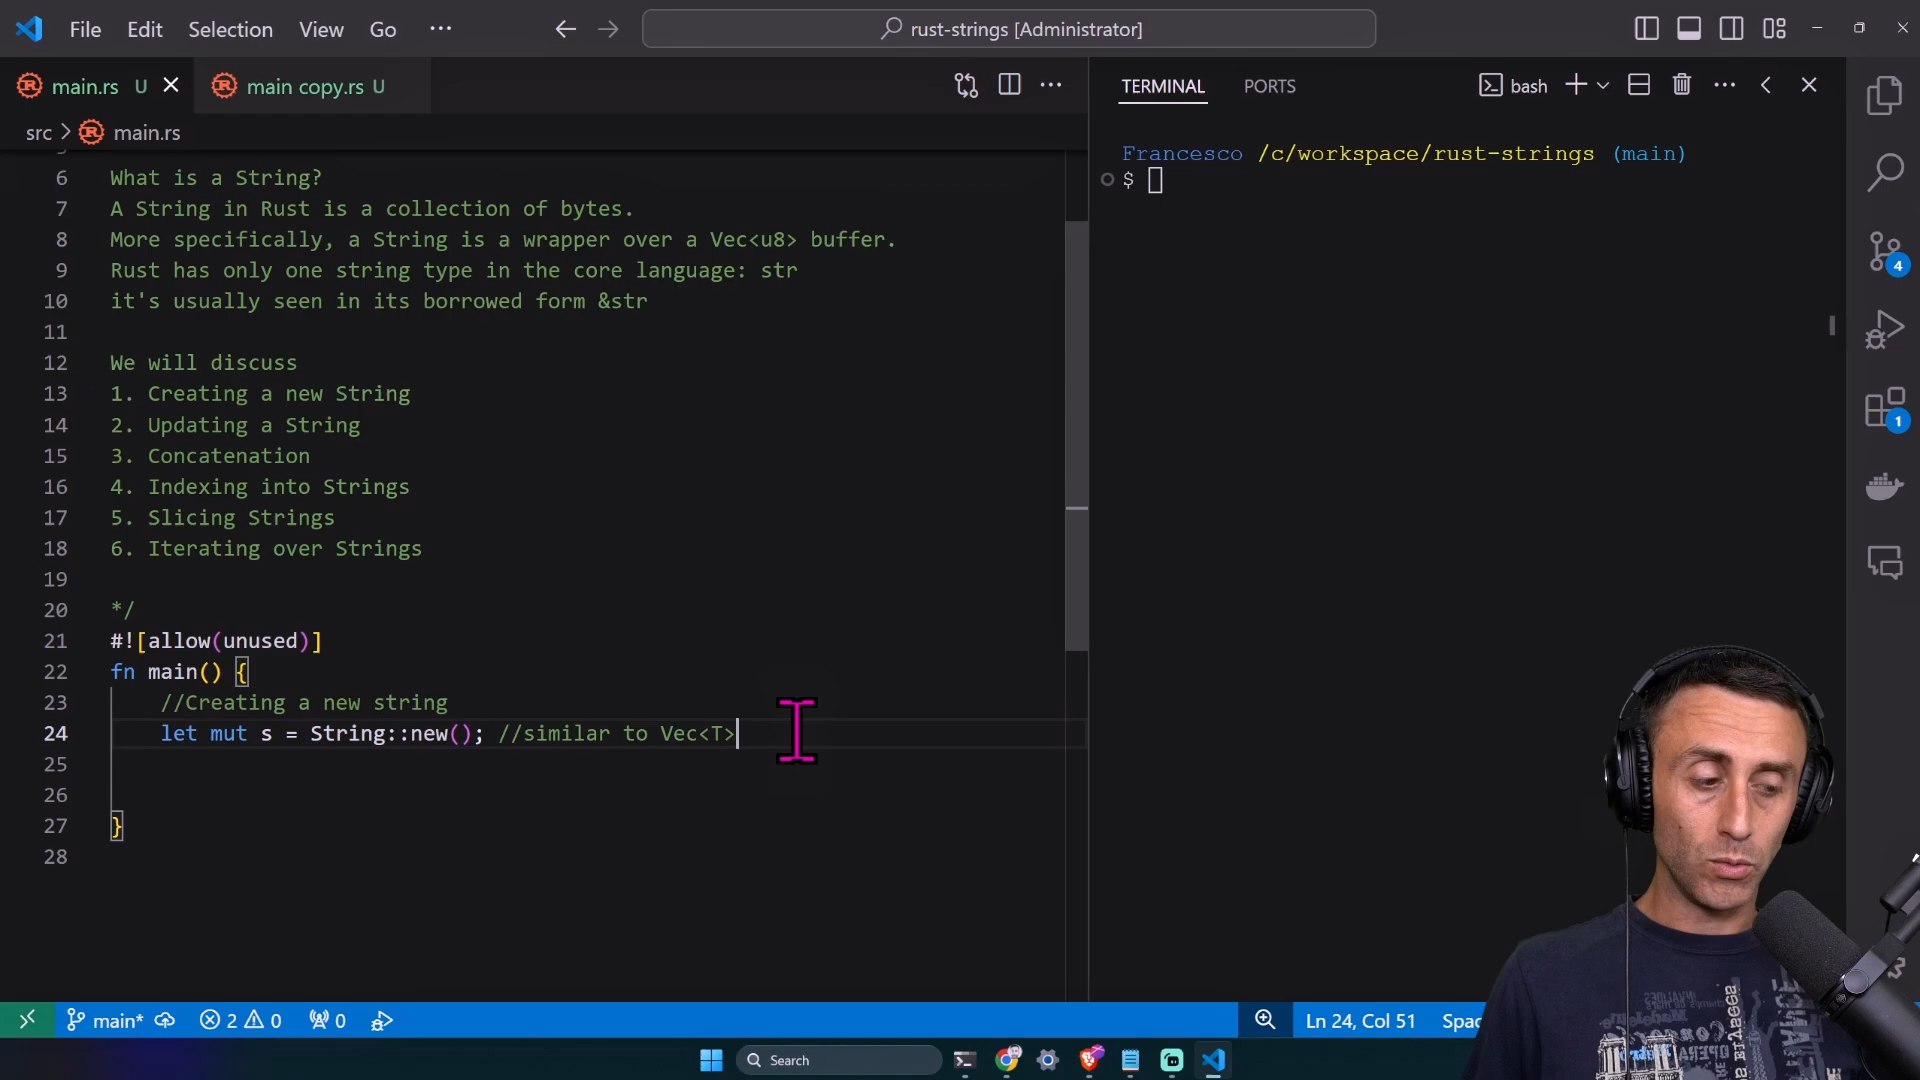 File Edit Selection View Go
rust-strings [Administrator]
main.rs U
main copy.rs U
TERMINAL PORTS
bash
src > main.rs
Francesco /c/workspace/rust-strings (main)
$
6 What is a String?
7 A String in Rust is a collection of bytes.
8 More specifically, a String is a wrapper over a Vec<u8> buffer.
9 Rust has only one string type in the core language: str
10 it's usually seen in its borrowed form &str
11
12 We will discuss
13 1. Creating a new String
14 2. Updating a String
15 3. Concatenation
16 4. Indexing into Strings
17 5. Slicing Strings
18 6. Iterating over Strings
19
20 */
21 #![allow(unused)]
22 fn main() {
23 //Creating a new string
24 let mut s = String::new(); //similar to Vec<T>
25
26
27 }
28
4
1
main* 2 0 0
Ln 24, Col 51 Spac
Search